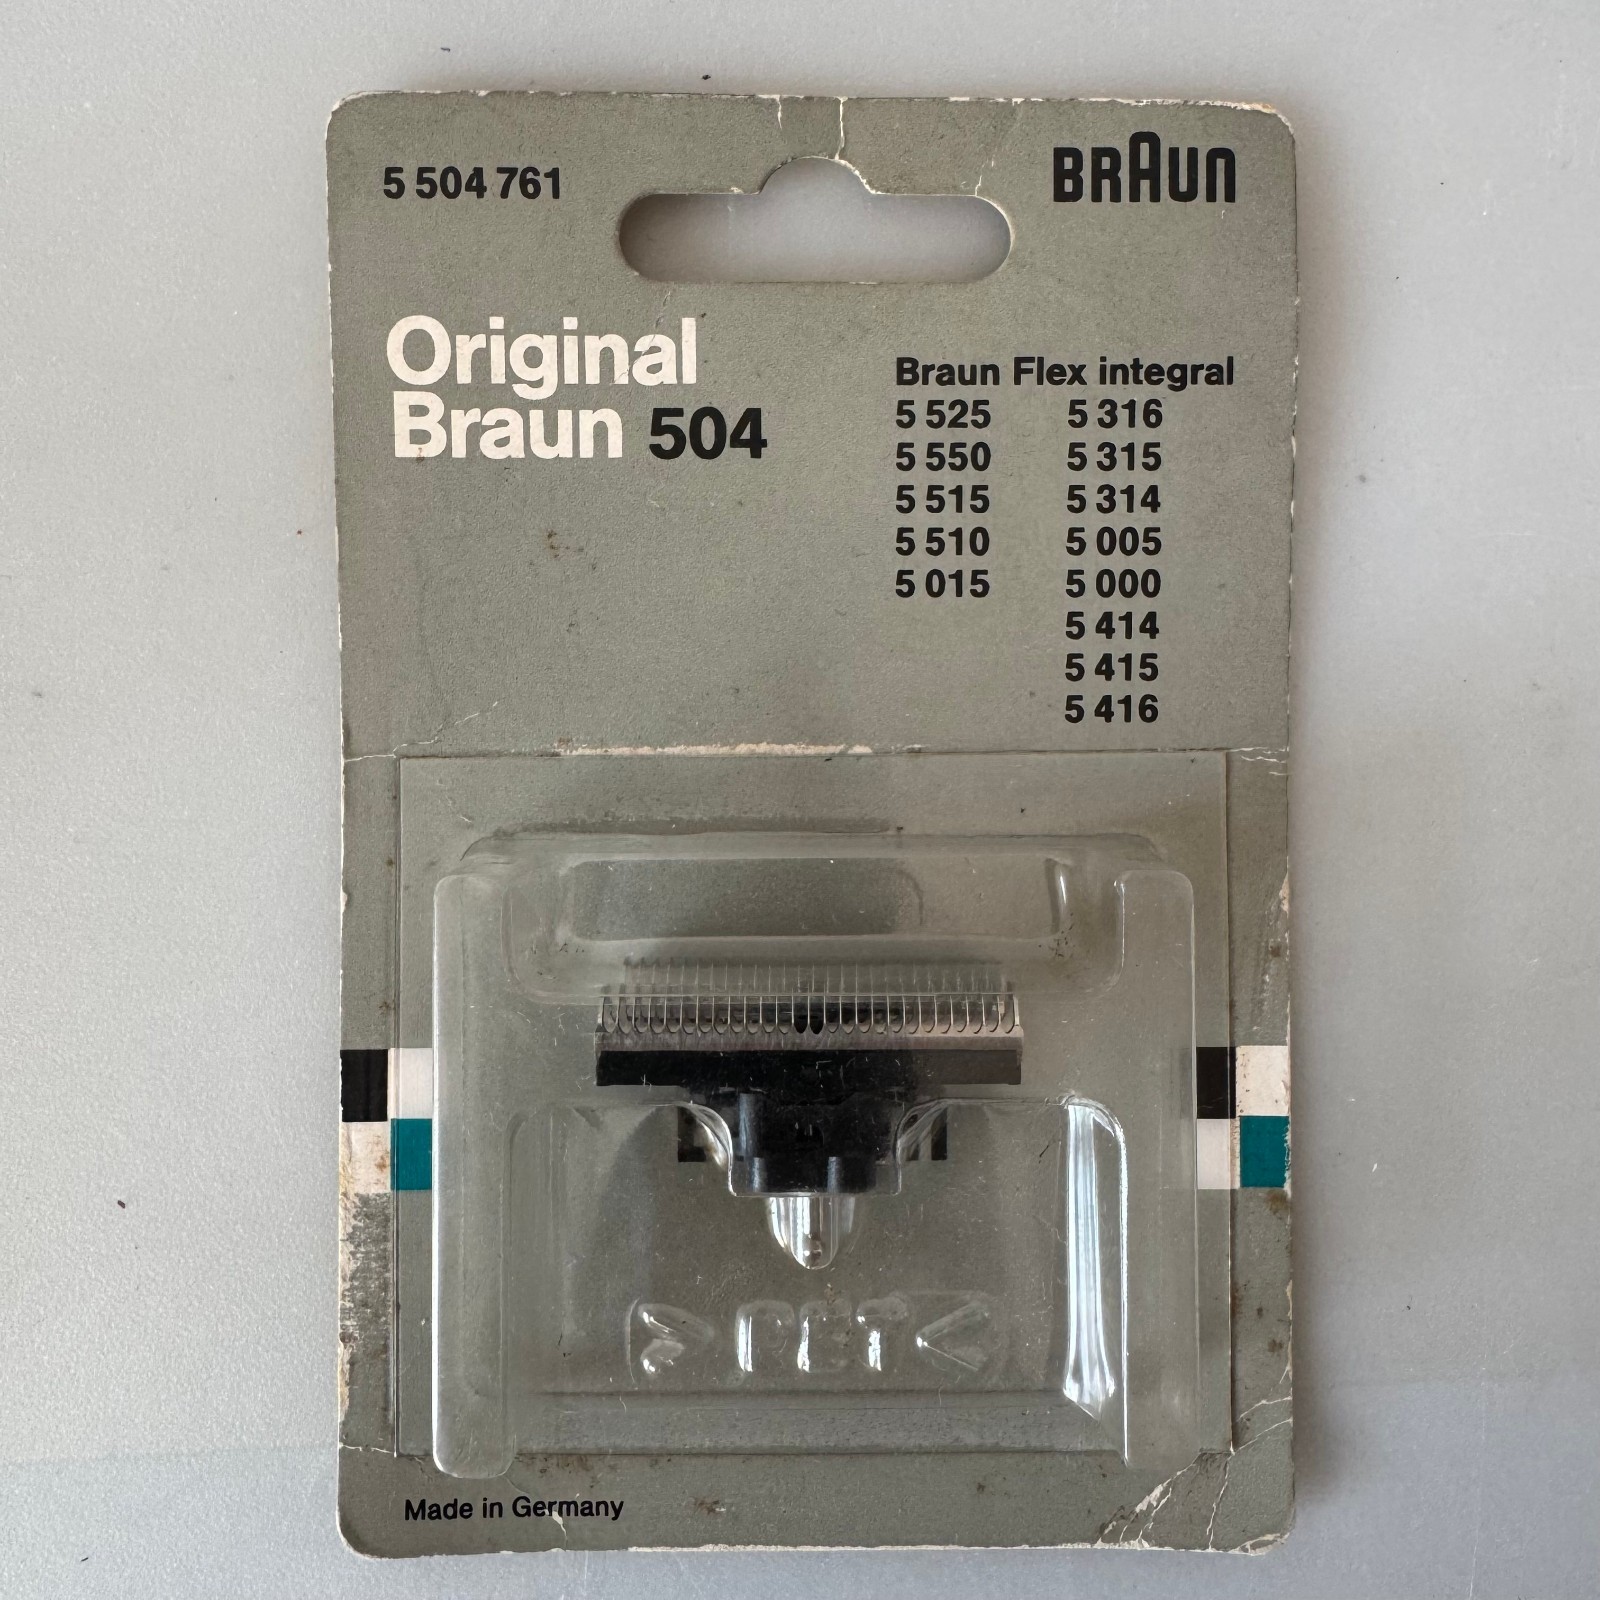 5 504 761
BRAUN
Original
Braun 504
Braun Flex integral
5 525 5 316
5 550 5 315
5 515 5 314
5 510 5 005
5 015 5 000
5 414
5 415
5 416
> PET <
Made in Germany